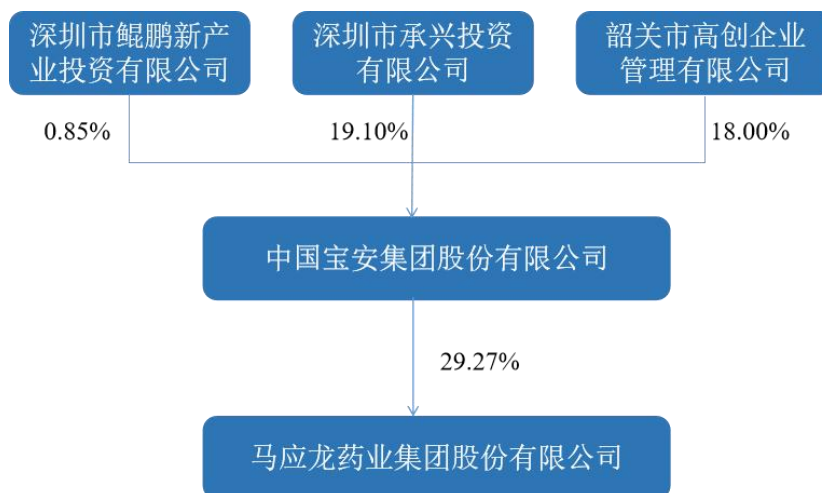 深圳市鲲鹏新产
业投资有限公司
深圳市承兴投资
有限公司
韶关市高创企业
管理有限公司
0.85%
19.10%
18.00%
中国宝安集团股份有限公司
29.27%
马应龙药业集团股份有限公司